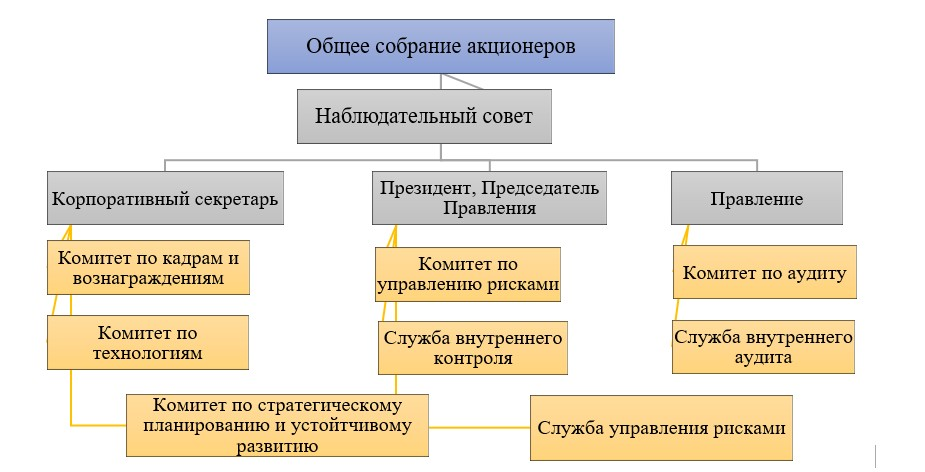 Общее собрание акционеров
Наблюдательный совет
Корпоративный секретарь
Президент, Председатель
Правления
Правление
Комитет по кадрам и
вознаграждениям
Комитет по
управлению рисками
Комитет по аудиту
Комитет по
технологиям
Служба внутреннего
контроля
Служба внутреннего
аудита
Комитет по стратегическому
планированию и устойтчивому
развитию
Служба управления рисками